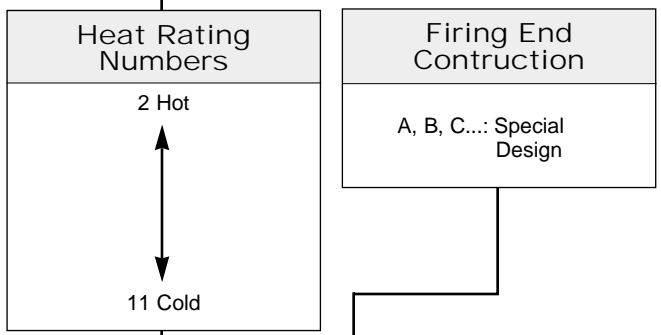 Heat Rating
Numbers
2 Hot
11 Cold
Firing End
Contruction
A, B, C...: Special
Design